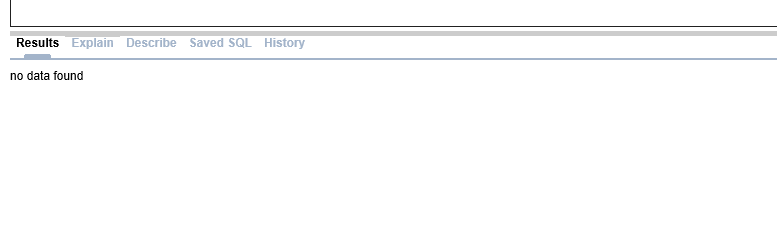 Results Explain Describe Saved SQL History
no data found